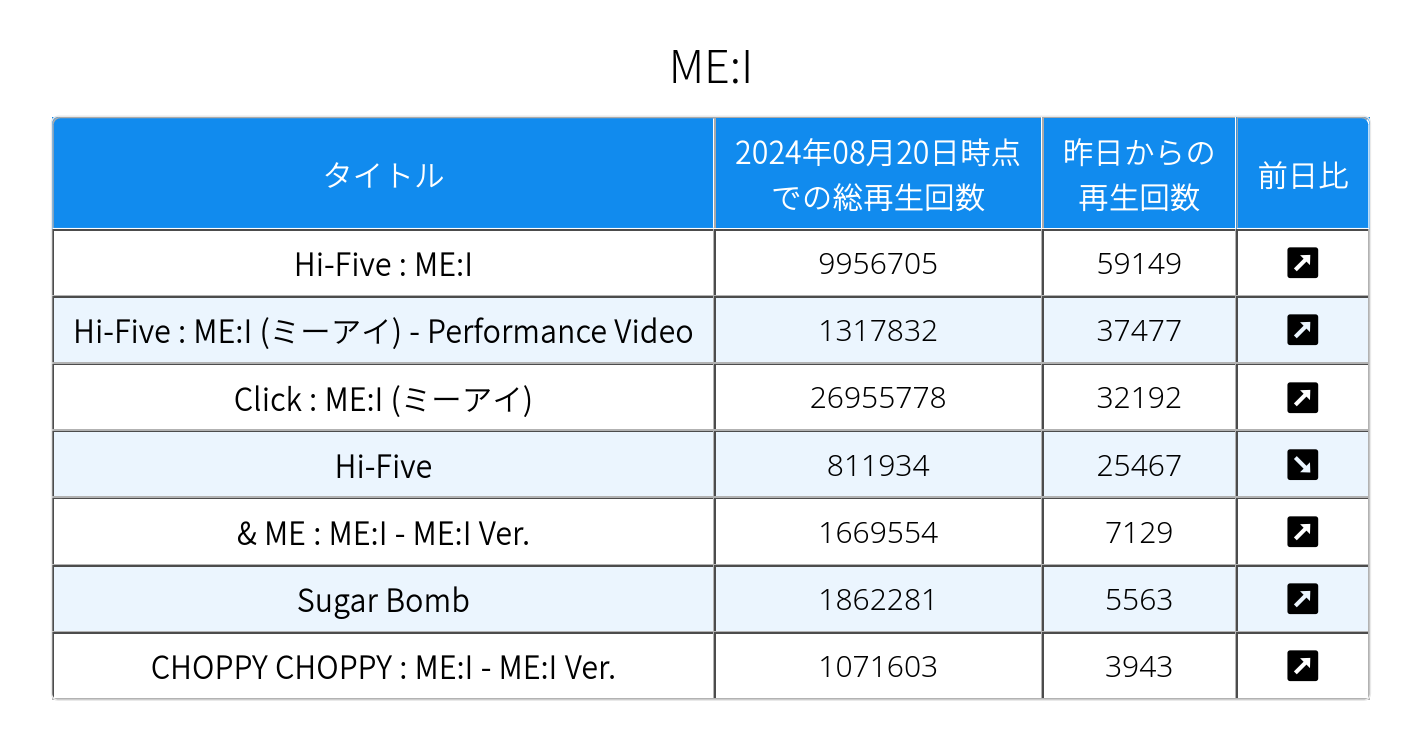 ME:I
タイトル 2024年08月20日時点での総再生回数 昨日からの再生回数 前日比
Hi-Five : ME:I 9956705 59149 ↗
Hi-Five : ME:I (ミーアイ) - Performance Video 1317832 37477 ↗
Click : ME:I (ミーアイ) 26955778 32192 ↗
Hi-Five 811934 25467 ↘
& ME : ME:I - ME:I Ver. 1669554 7129 ↗
Sugar Bomb 1862281 5563 ↗
CHOPPY CHOPPY : ME:I - ME:I Ver. 1071603 3943 ↗